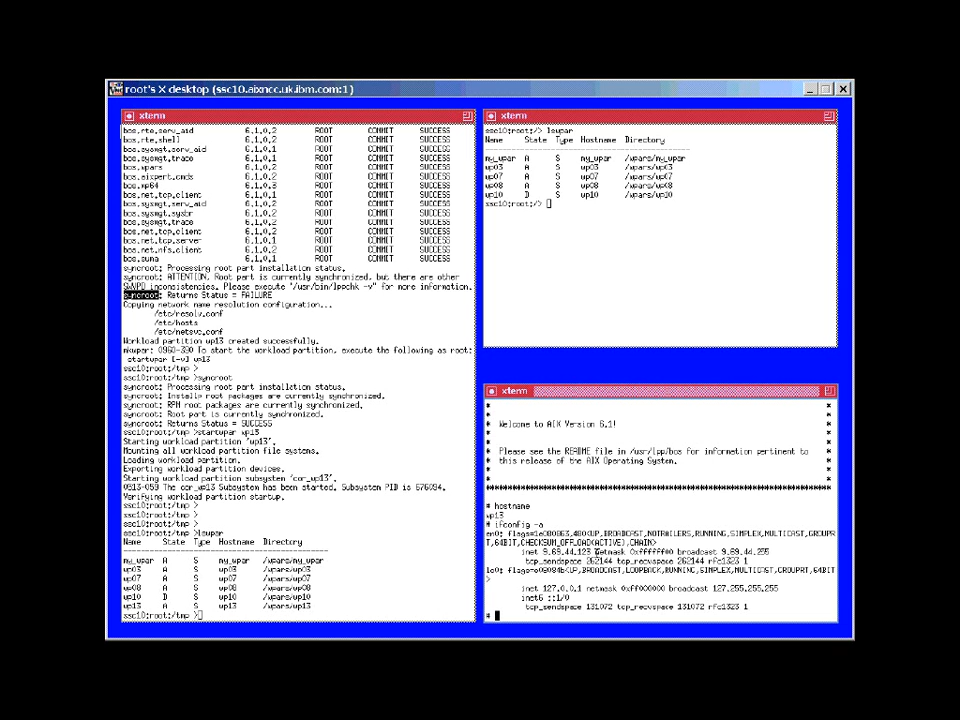 root's X desktop (ssc10.aixncc.uk.ibm.com:1)
xterm
bos.rte.serv_aid 6.1.0.2 ROOT COMMIT SUCCESS
bos.rte.shell 6.1.0.2 ROOT COMMIT SUCCESS
bos.sysmgt.serv_aid 6.1.0.1 ROOT COMMIT SUCCESS
bos.sysmgt.trace 6.1.0.1 ROOT COMMIT SUCCESS
bos.wpars 6.1.0.2 ROOT COMMIT SUCCESS
bos.aixpert.cmds 6.1.0.2 ROOT COMMIT SUCCESS
bos.mp64 6.1.0.3 ROOT COMMIT SUCCESS
bos.net.tcp.client 6.1.0.1 ROOT COMMIT SUCCESS
bos.sysmgt.serv_aid 6.1.0.2 ROOT COMMIT SUCCESS
bos.sysmgt.sysbr 6.1.0.2 ROOT COMMIT SUCCESS
bos.sysmgt.trace 6.1.0.2 ROOT COMMIT SUCCESS
bos.net.tcp.client 6.1.0.2 ROOT COMMIT SUCCESS
bos.net.tcp.server 6.1.0.1 ROOT COMMIT SUCCESS
bos.net.nfs.client 6.1.0.2 ROOT COMMIT SUCCESS
bos.suma 6.1.0.1 ROOT COMMIT SUCCESS
syncroot: Processing root part installation status.
syncroot: ATTENTION, Root part is currently synchronized, but there are other
SWVPD inconsistencies. Please execute "/usr/bin/lppchk -v" for more information.
syncroot: Returns Status = FAILURE
Copying network name resolution configuration...
/etc/resolv.conf
/etc/hosts
/etc/netsvc.conf
Workload partition wp13 created successfully.
mkwpar: 0960-390 To start the workload partition, execute the following as root:
startwpar [-v] wp13
ssc10:root:/tmp >
ssc10:root:/tmp >syncroot
syncroot: Processing root part installation status.
syncroot: Installp root packages are currently synchronized.
syncroot: RPM root packages are currently synchronized.
syncroot: Root part is currently synchronized.
syncroot: Returns Status = SUCCESS
ssc10:root:/tmp >startwpar wp13
Starting workload partition 'wp13'.
Mounting all workload partition file systems.
Loading workload partition.
Exporting workload partition devices.
Starting workload partition subsystem 'cor_wp13'.
0513-059 The cor_wp13 Subsystem has been started. Subsystem PID is 676094.
Verifying workload partition startup.
ssc10:root:/tmp >
ssc10:root:/tmp >
ssc10:root:/tmp >
ssc10:root:/tmp >lswpar
Name State Type Hostname Directory
my_wpar A S my_wpar /wpars/my_wpar
wp03 A S wp03 /wpars/wp03
wp07 A S wp07 /wpars/wp07
wp08 A S wp08 /wpars/wp08
wp10 D S wp10 /wpars/wp10
wp13 A S wp13 /wpars/wp13
ssc10:root:/tmp >
xterm
ssc10:root:/> lswpar
Name State Type Hostname Directory
my_wpar A S my_wpar /wpars/my_wpar
wp03 A S wp03 /wpars/wp03
wp07 A S wp07 /wpars/wp07
wp08 A S wp08 /wpars/wp08
wp10 D S wp10 /wpars/wp10
ssc10:root:/>
xterm
* *
* *
* Welcome to AIX Version 6.1! *
* *
* *
* Please see the README file in /usr/lpp/bos for information pertinent to *
* this release of the AIX Operating System. *
* *
* *
# hostname
wp13
# ifconfig -a
inet 9.69.44.123 netmask 0xffffff00 broadcast 9.69.44.255
tcp_sendspace 262144 tcp_recvspace 262144 rfc1323 1
>
inet 127.0.0.1 netmask 0xff000000 broadcast 127.255.255.255
inet6 ::1/0
tcp_sendspace 131072 tcp_recvspace 131072 rfc1323 1
#